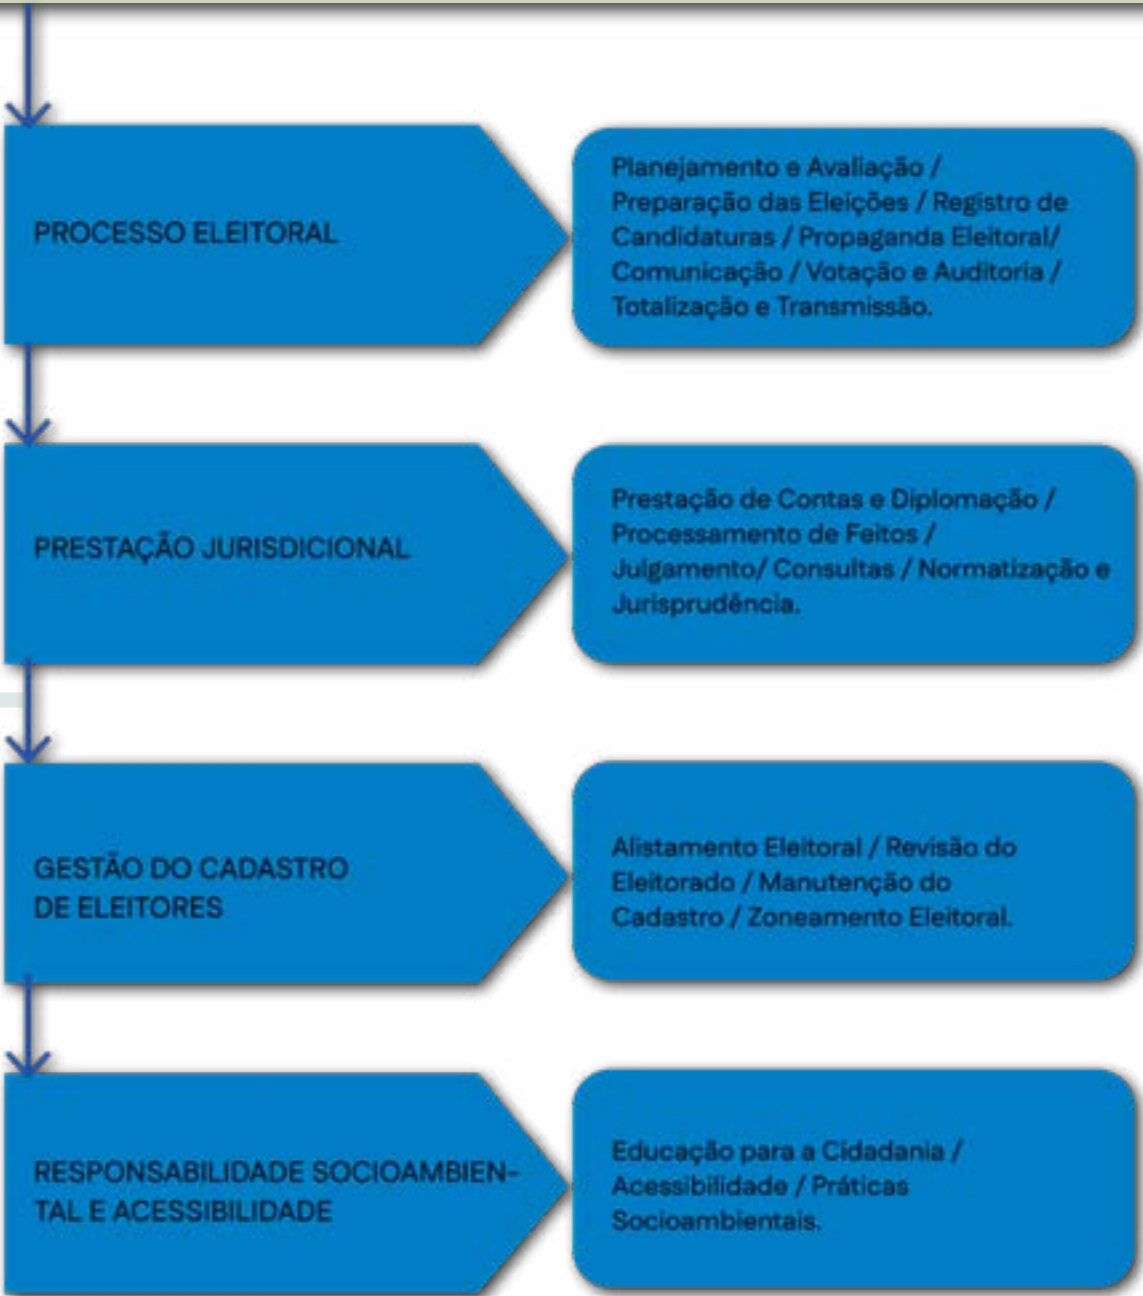 PROCESSO ELEITORAL
Planejamento e Avaliação /
Preparação das Eleições / Registro de
Candidaturas / Propaganda Eleitoral/
Comunicação / Votação e Auditoria /
Totalização e Transmissão.
PRESTAÇÃO JURISDICIONAL
Prestação de Contas e Diplomação /
Processamento de Feitos /
Julgamento/ Consultas / Normatização e
Jurisprudência.
GESTÃO DO CADASTRO
DE ELEITORES
Alistamento Eleitoral / Revisão do
Eleitorado / Manutenção do
Cadastro / Zoneamento Eleitoral.
RESPONSABILIDADE SOCIOAMBIEN-
TAL E ACESSIBILIDADE
Educação para a Cidadania /
Acessibilidade / Práticas
Socioambientais.